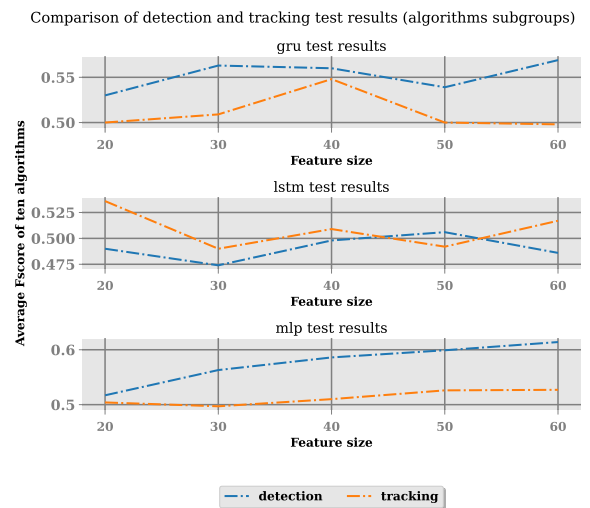 Comparison of detection and tracking test results (algorithms subgroups)
Average Fscore of ten algorithms
gru test results
0.55
0.50
20 30 40 50 60
Feature size
lstm test results
0.525
0.500
0.475
20 30 40 50 60
Feature size
mlp test results
0.6
0.5
20 30 40 50 60
Feature size
detection tracking